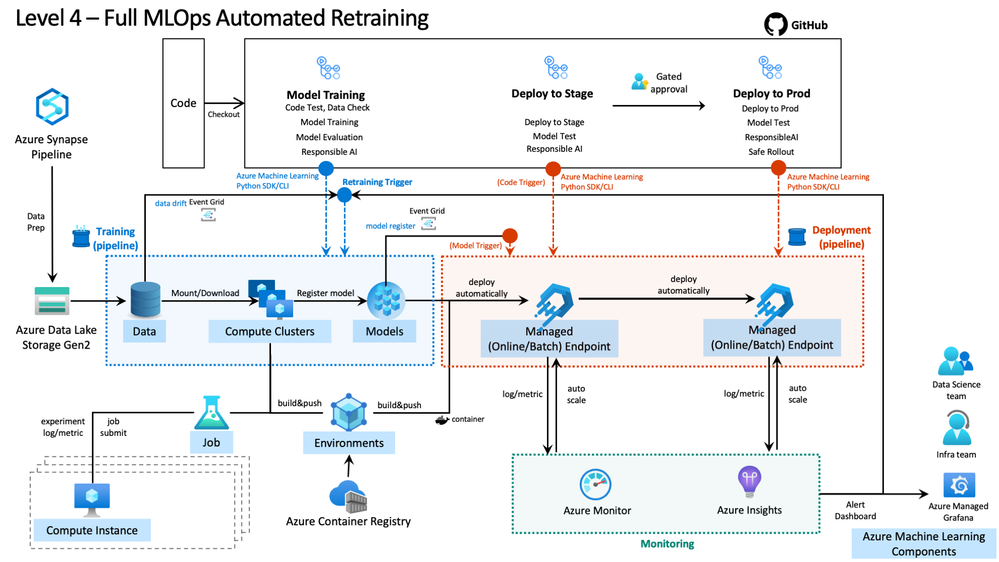 Level 4 – Full MLOps Automated Retraining
GitHub
Code
Checkout
Model Training
Code Test, Data Check
Model Training
Model Evaluation
Responsible AI
Deploy to Stage
Deploy to Stage
Model Test
Responsible AI
Gated
approval
Deploy to Prod
Deploy to Prod
Model Test
ResponsibleAI
Safe Rollout
Azure Synapse
Pipeline
Data
Prep
Azure Machine Learning
Python SDK/CLI
Retraining Trigger
(Code Trigger)
Azure Machine Learning
Python SDK/CLI
Azure Machine Learning
Python SDK/CLI
data drift
Event Grid
Event Grid
model register
(Model Trigger)
Training
(pipeline)
Deployment
(pipeline)
Azure Data Lake
Storage Gen2
Data
Mount/Download
Compute Clusters
Register model
Models
deploy
automatically
Managed
(Online/Batch) Endpoint
deploy
automatically
Managed
(Online/Batch) Endpoint
log/metric
auto
scale
log/metric
auto
scale
Data Science
team
Infra team
experiment
log/metric
job
submit
Job
build&push
build&push
container
Environments
Azure Container Registry
Compute Instance
Azure Monitor
Azure Insights
Monitoring
Alert
Dashboard
Azure Managed
Grafana
Azure Machine Learning
Components